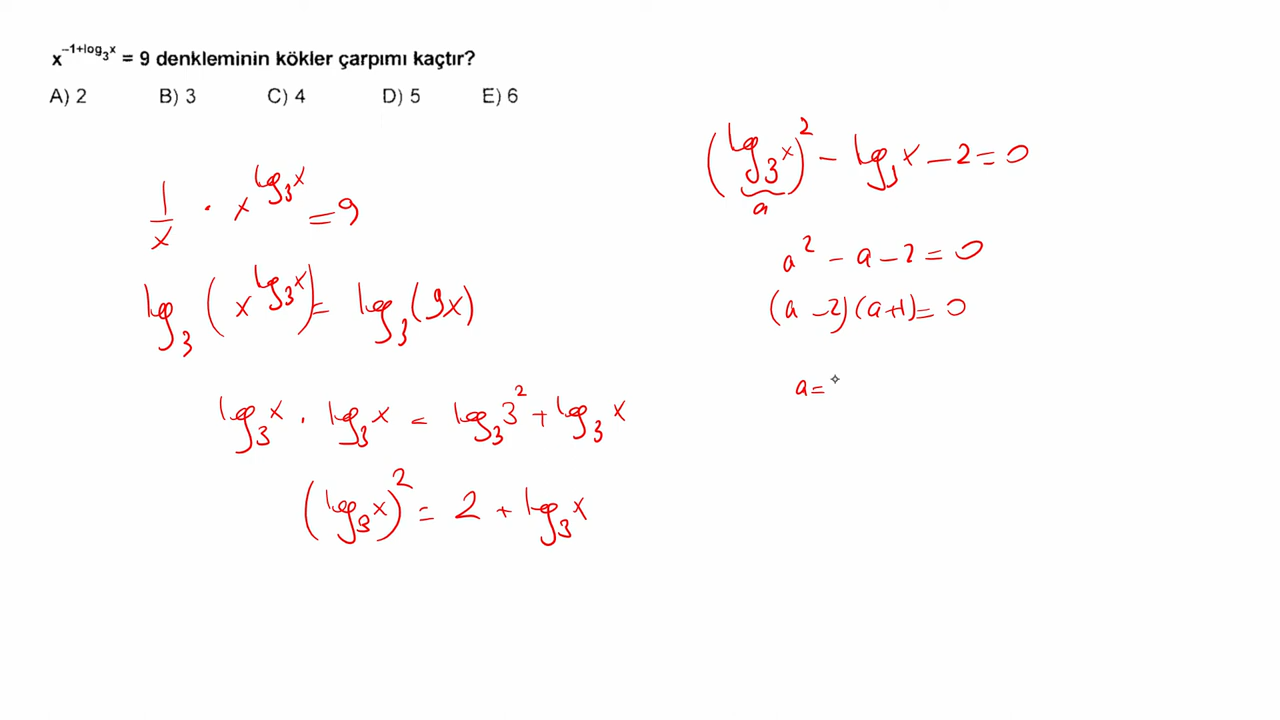 x^(-1+log₃x) = 9 denkleminin kökler çarpımı kaçtır?
A) 2 B) 3 C) 4 D) 5 E) 6
1/x · x^(log₃x) = 9
log₃(x^(log₃x)) = log₃(9x)
log₃x · log₃x = log₃3² + log₃x
(log₃x)² = 2 + log₃x
(log₃x)² - log₃x - 2 = 0
a
a² - a - 2 = 0
(a - 2)(a + 1) = 0
a =